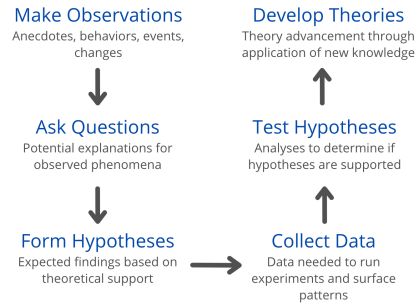 Make Observations
Anecdotes, behaviors, events,
changes
Ask Questions
Potential explanations for
observed phenomena
Form Hypotheses
Expected findings based on
theoretical support
Collect Data
Data needed to run
experiments and surface
patterns
Test Hypotheses
Analyses to determine if
hypotheses are supported
Develop Theories
Theory advancement through
application of new knowledge